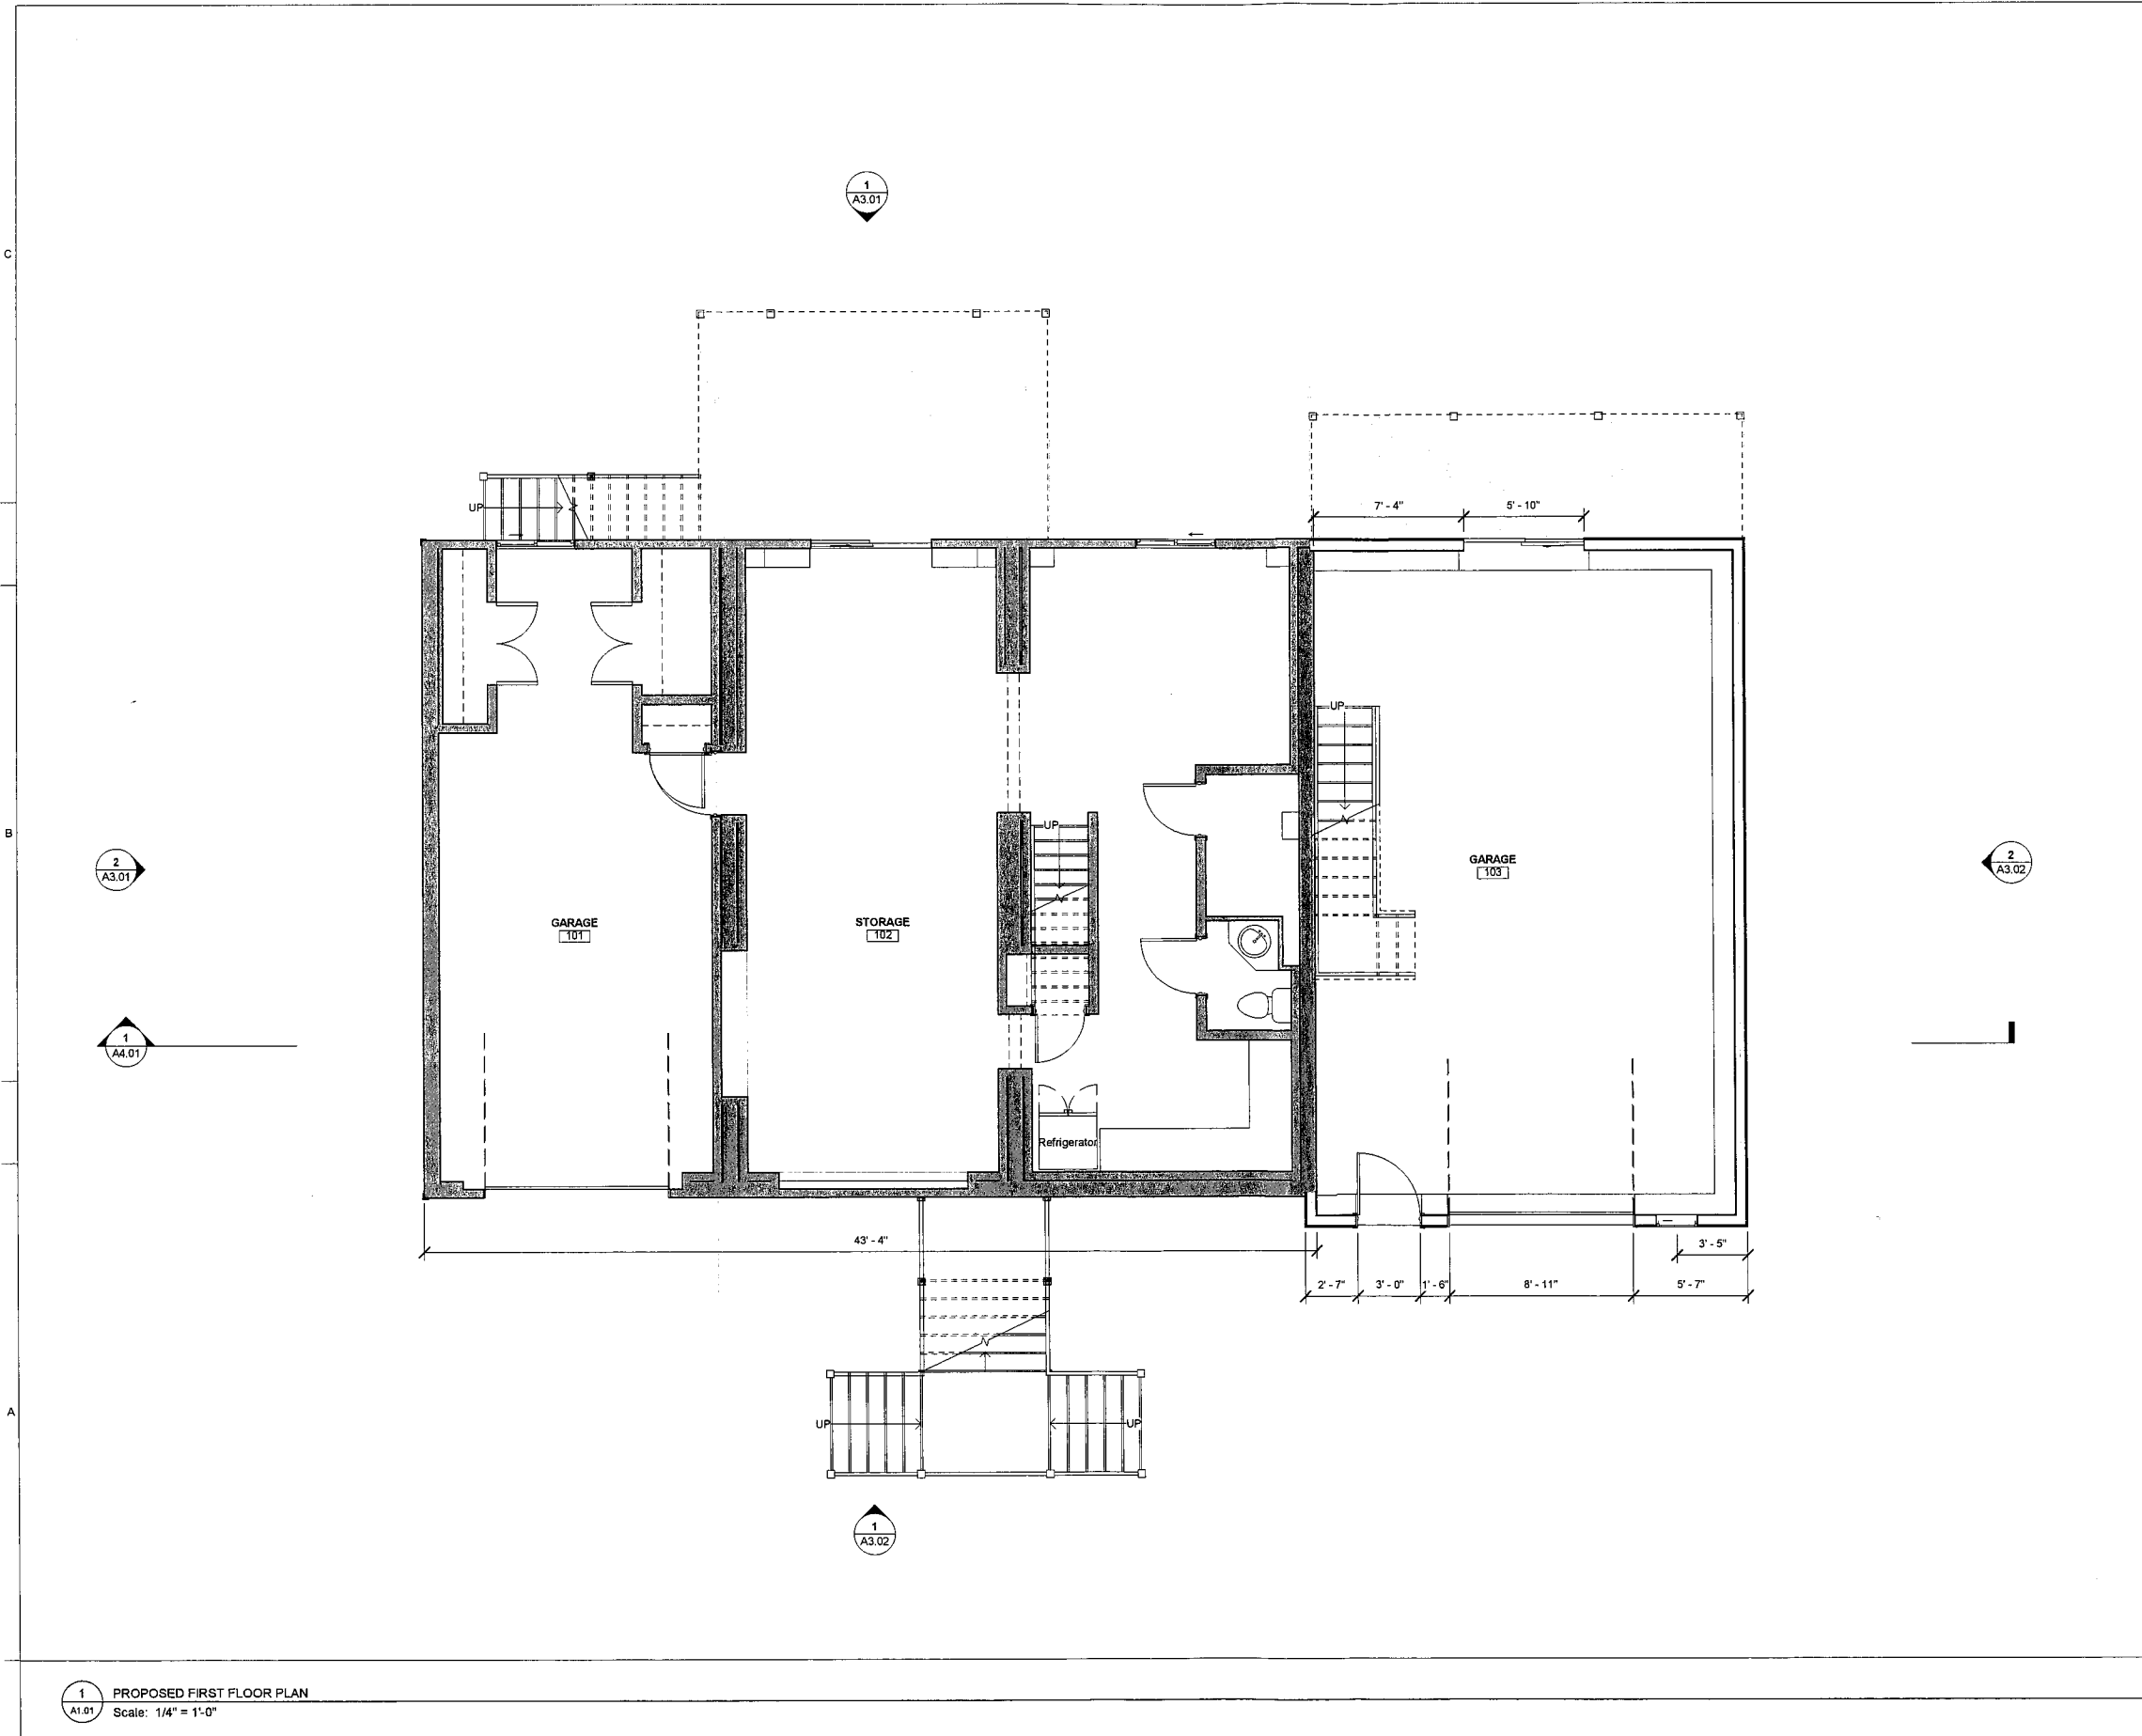 1
A3.01
C
7' - 4"
5' - 10"
UP
UP
B
UP
GARAGE
103
2
A3.01
2
A3.02
GARAGE
101
STORAGE
102
1
A4.01
Refrigerator
43' - 4"
3' - 5"
2' - 7"
3' - 0"
1' - 6"
8' - 11"
5' - 7"
A
UP
UP
1
A3.02
1
A1.01
PROPOSED FIRST FLOOR PLAN
Scale: 1/4" = 1'-0"